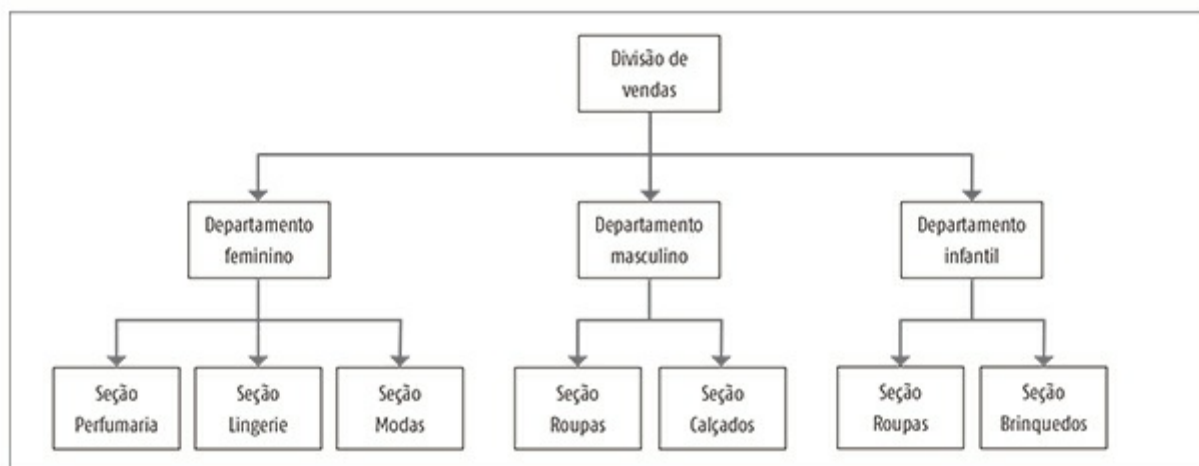 Divisão de
vendas
Departamento
feminino
Departamento
masculino
Departamento
infantil
Seção
Perfumaria
Seção
Lingerie
Seção
Modas
Seção
Roupas
Seção
Calçados
Seção
Roupas
Seção
Brinquedos